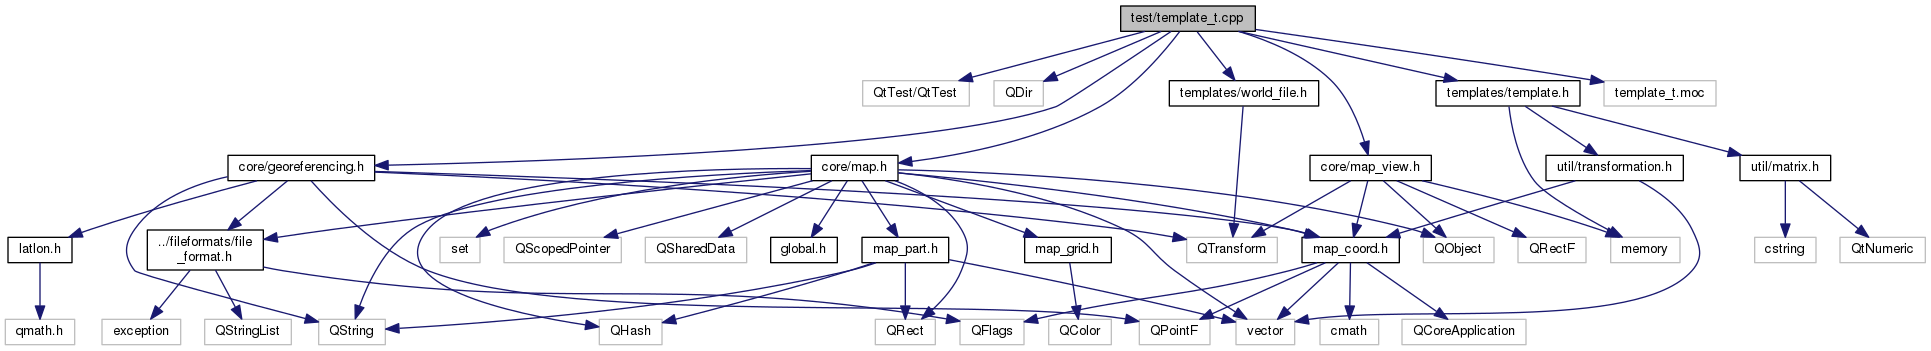 test/template_t.cpp
QtTest/QtTest
QDir
templates/world_file.h
templates/template.h
template_t.moc
core/georeferencing.h
core/map.h
core/map_view.h
util/transformation.h
util/matrix.h
latlon.h
../fileformats/file
_format.h
set
QScopedPointer
QSharedData
global.h
map_part.h
map_grid.h
QTransform
map_coord.h
QObject
QRectF
memory
cstring
QtNumeric
qmath.h
exception
QStringList
QString
QHash
QRect
QFlags
QColor
QPointF
vector
cmath
QCoreApplication